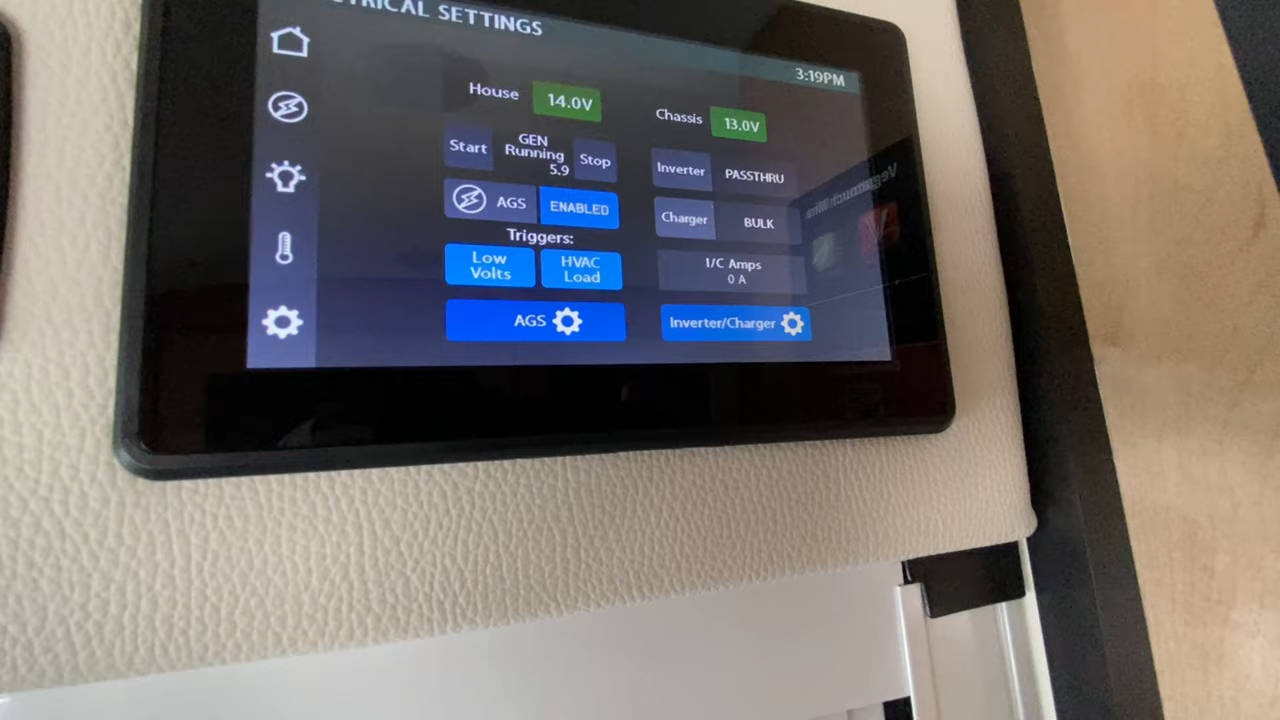 TRICAL SETTINGS
3:19PM
House 14.0V
Chassis 13.0V
Start
GEN
Running
5.9
Stop
Inverter PASSTHRU
AGS ENABLED
Charger BULK
Triggers:
Low
Volts
HVAC
Load
I/C Amps
0 A
AGS
Inverter/Charger